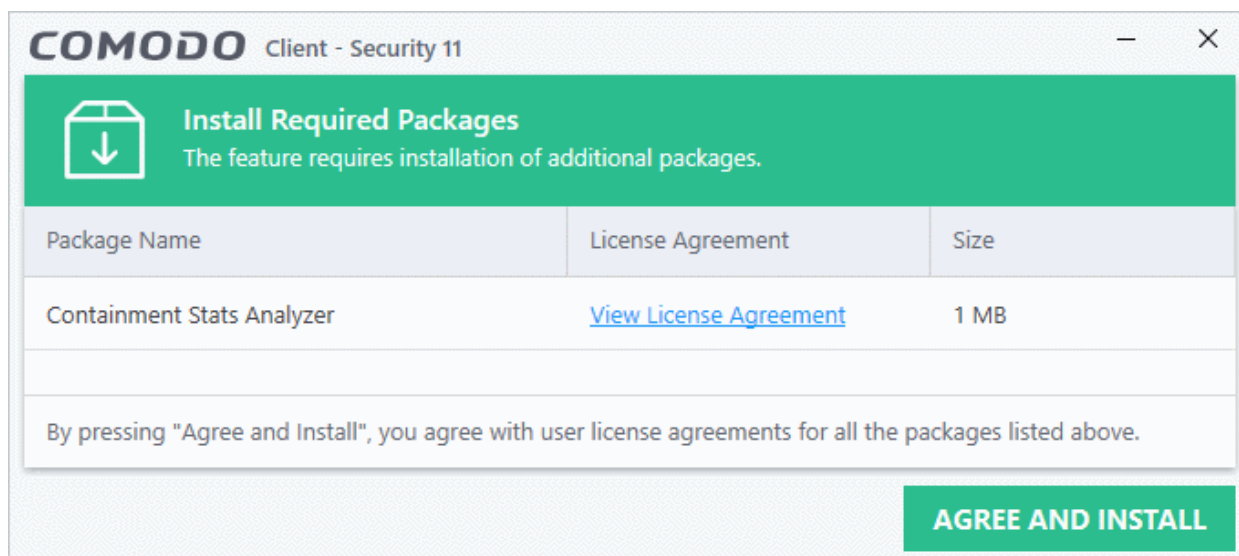 COMODO Client - Security 11
Install Required Packages
The feature requires installation of additional packages.
Package Name License Agreement Size
Containment Stats Analyzer View License Agreement 1 MB
By pressing "Agree and Install", you agree with user license agreements for all the packages listed above.
AGREE AND INSTALL